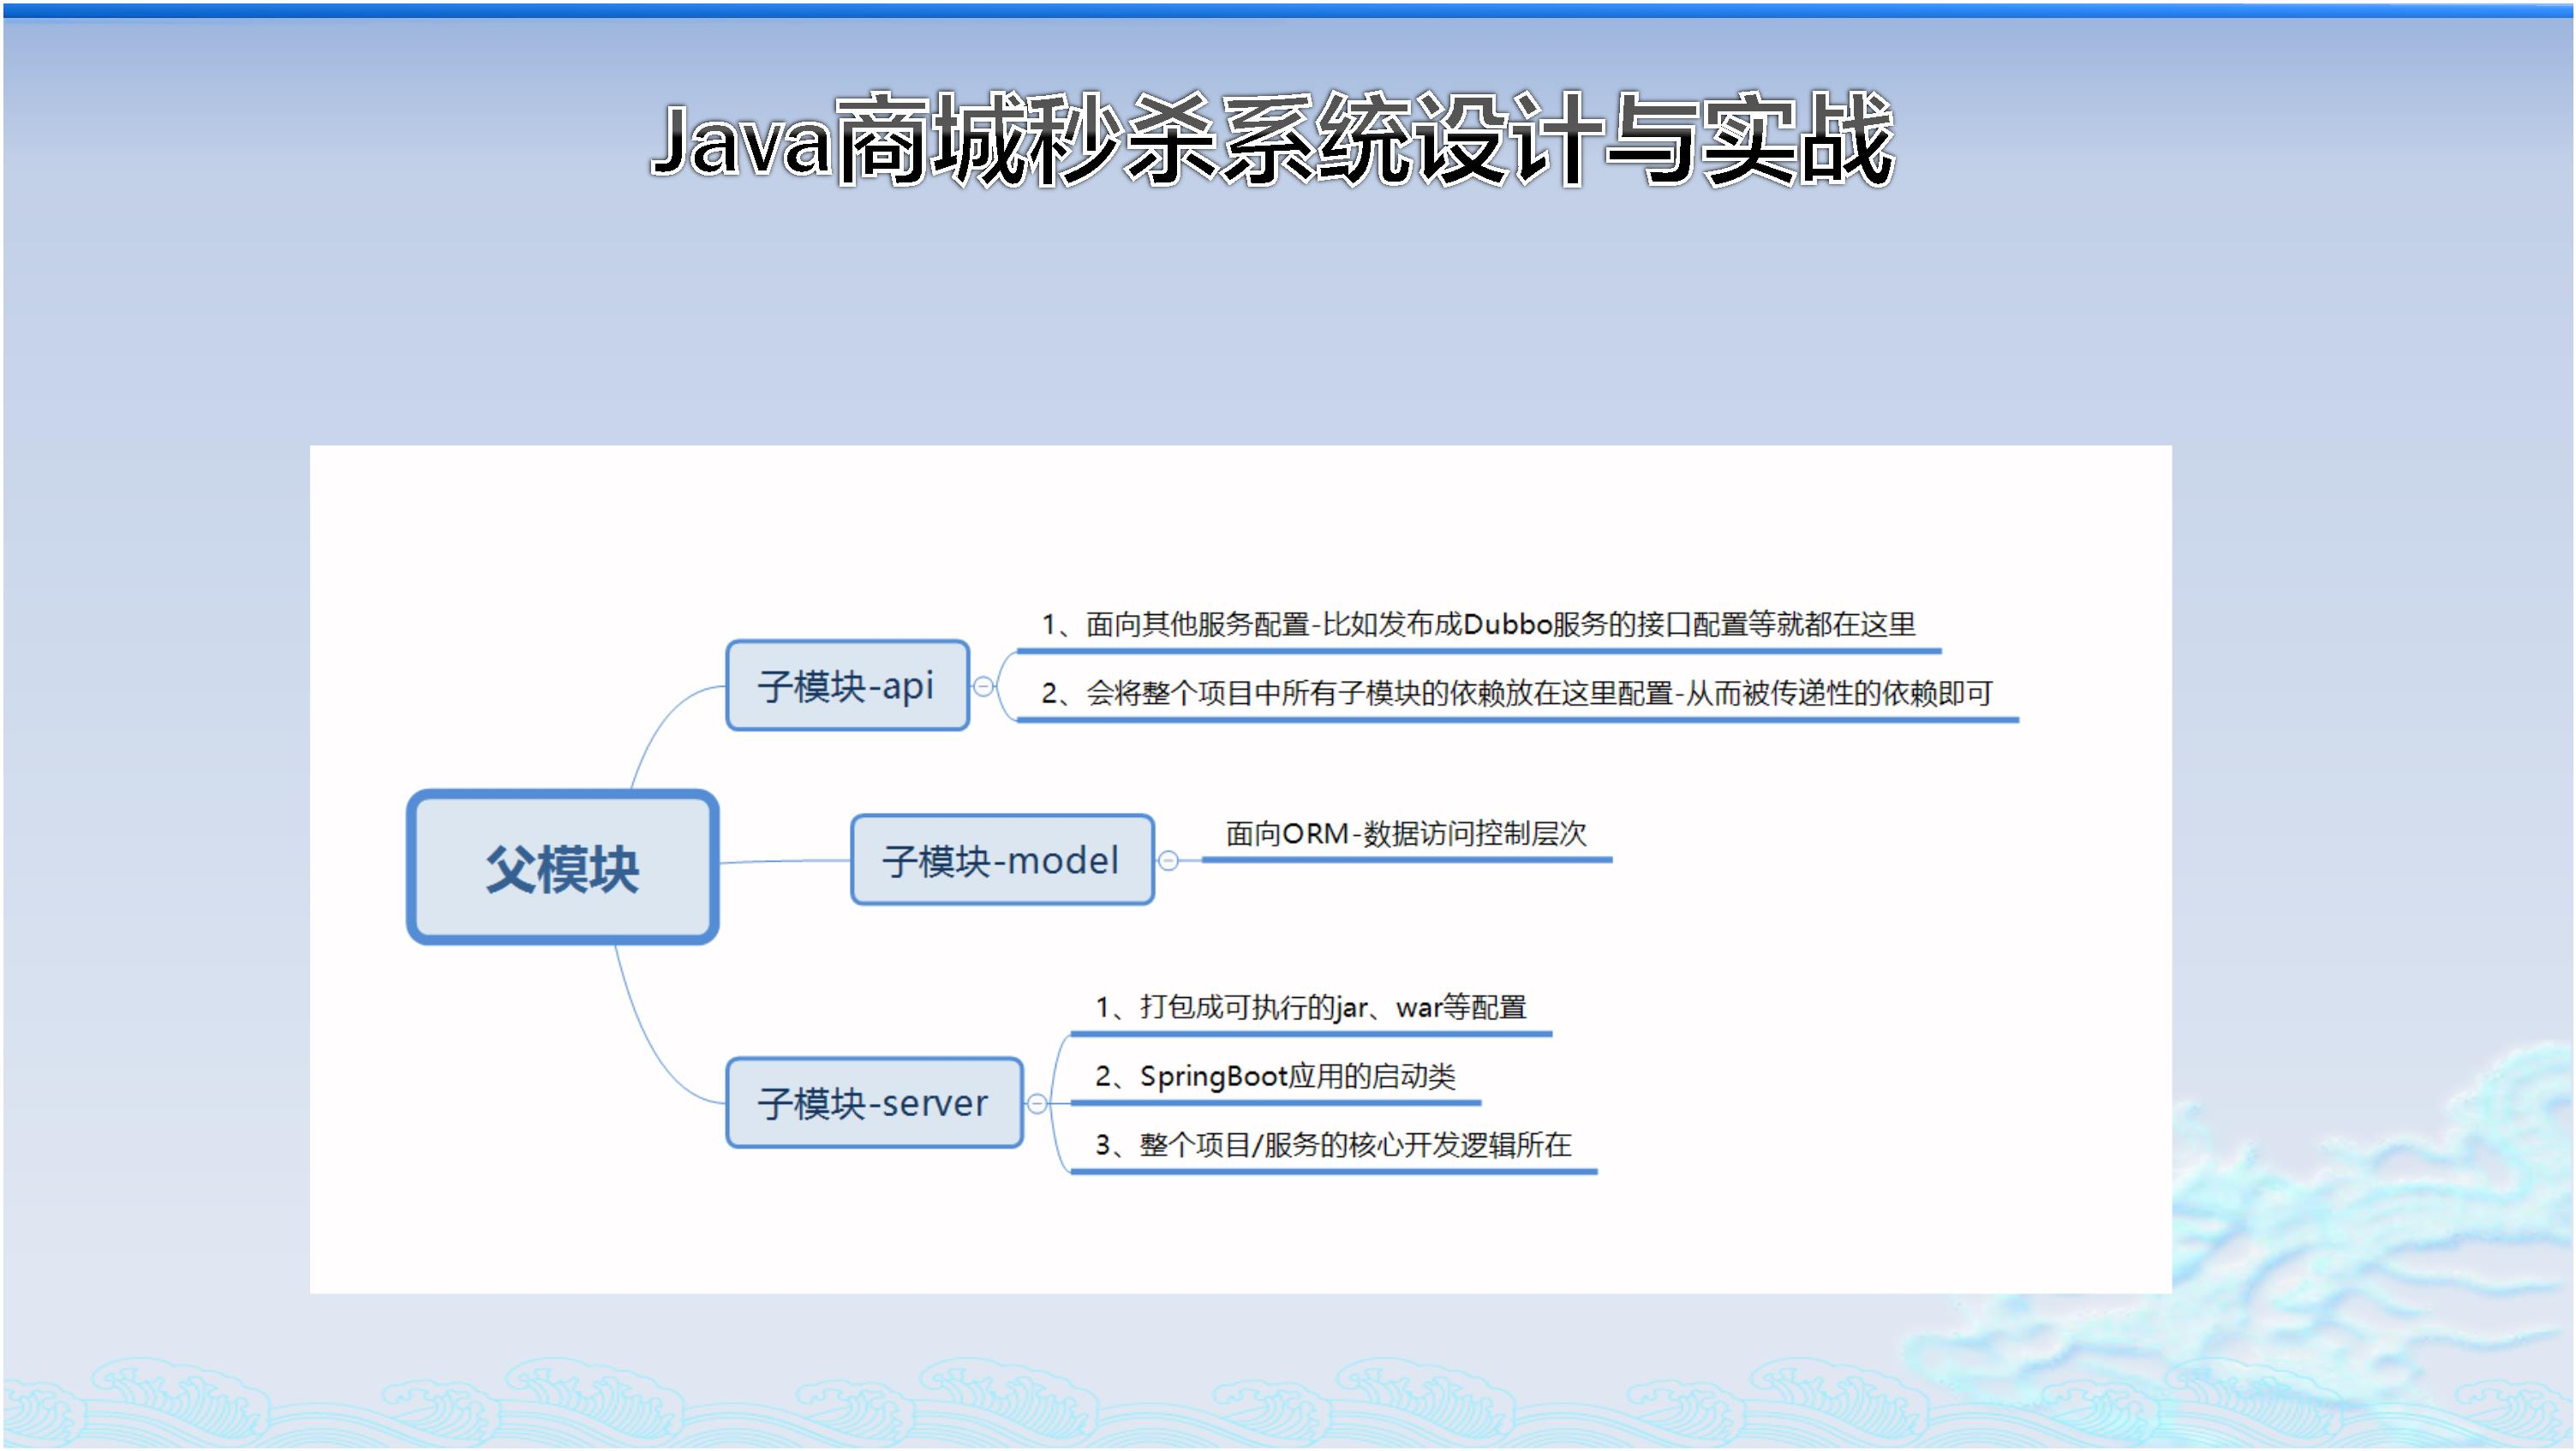 Java商城秒杀系统设计与实战
1、面向其他服务配置-比如发布成Dubbo服务的接口配置等就都在这里
子模块-api
2、会将整个项目中所有子模块的依赖放在这里配置-从而被传递性的依赖即可
父模块
子模块-model
面向ORM-数据访问控制层次
1、打包成可执行的jar、war等配置
2、SpringBoot应用的启动类
子模块-server
3、整个项目/服务的核心开发逻辑所在